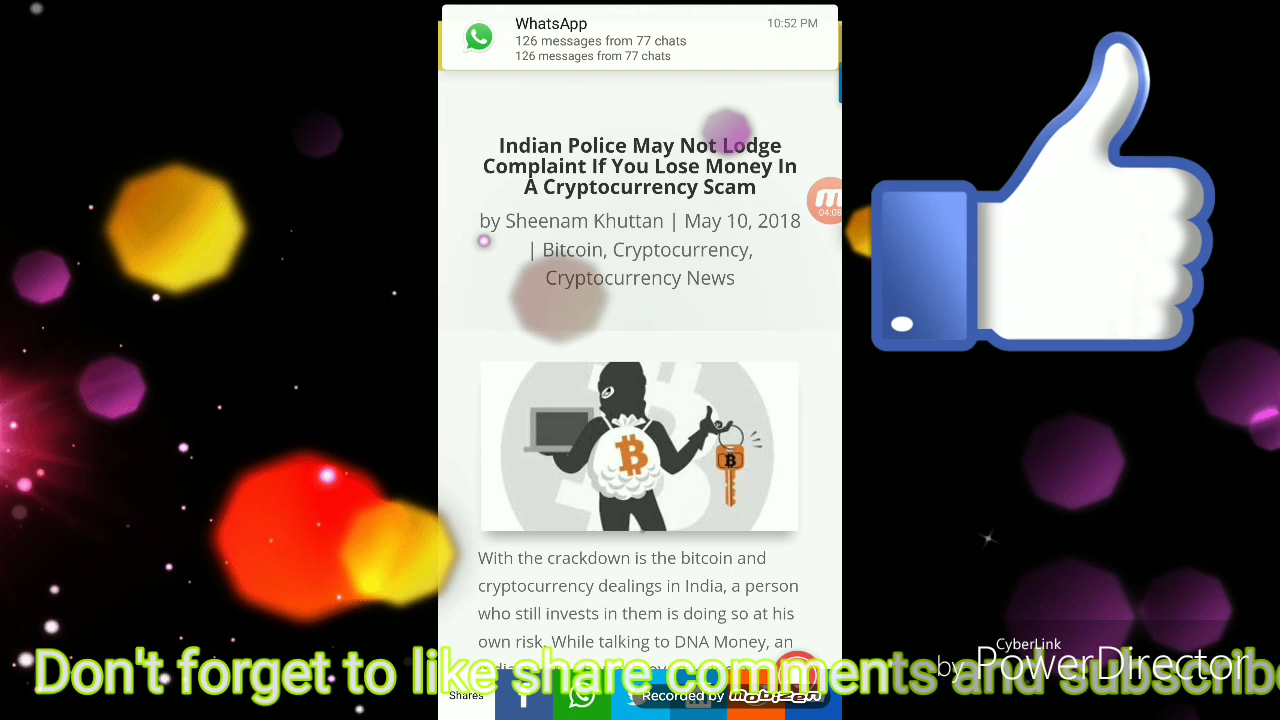 WhatsApp
10:52 PM
126 messages from 77 chats
126 messages from 77 chats
Indian Police May Not Lodge
Complaint If You Lose Money In
A Cryptocurrency Scam
by Sheenam Khuttan | May 10, 2018
| Bitcoin, Cryptocurrency,
Cryptocurrency News
04:08
With the crackdown is the bitcoin and
cryptocurrency dealings in India, a person
who still invests in them is doing so at his
own risk. While talking to DNA Money, an
Don't forget to like share comments and subscribe
Shares
Recorded by mobizen
by CyberLink
PowerDirector